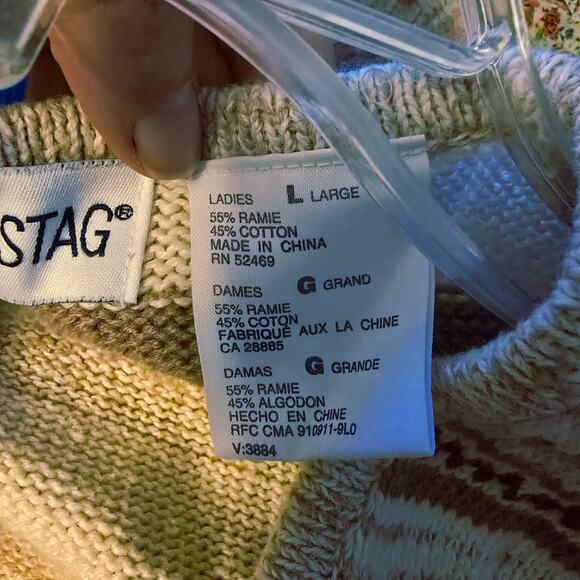 STAG®
LADIES L LARGE
55% RAMIE
45% COTTON
MADE IN CHINA
RN 52469
DAMES G GRAND
55% RAMIE
45% COTON
FABRIQUÉ AUX LA CHINE
CA 28885
DAMAS G GRANDE
55% RAMIE
45% ALGODON
HECHO EN CHINE
RFC CMA 910911-9L0
V:3884